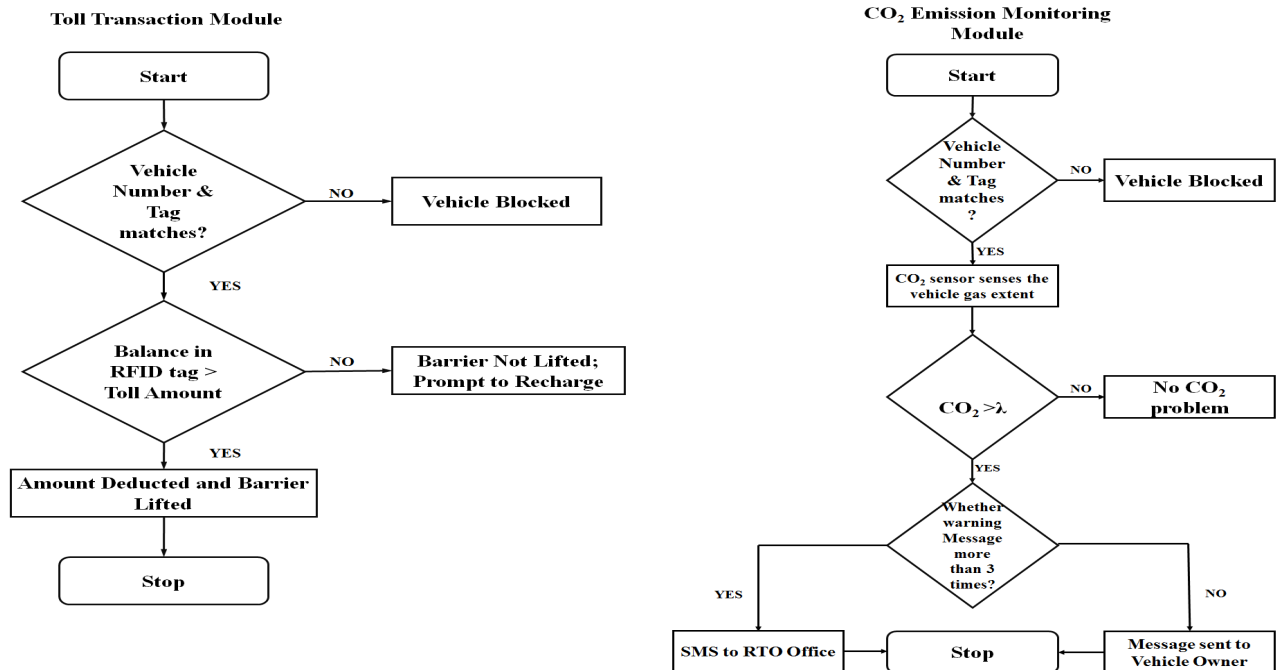 Toll Transaction Module
Start
Vehicle
Number &
Tag
matches?
NO
Vehicle Blocked
YES
Balance in
RFID tag >
Toll Amount
NO
Barrier Not Lifted;
Prompt to Recharge
YES
Amount Deducted and Barrier
Lifted
Stop
CO₂ Emission Monitoring
Module
Start
Vehicle
Number
& Tag
matches
?
NO
Vehicle Blocked
YES
CO₂ sensor senses the
vehicle gas extent
CO₂ >λ
NO
No CO₂
problem
YES
Whether
warning
Message
more
than 3
times?
YES
NO
SMS to RTO Office
Stop
Message sent to
Vehicle Owner